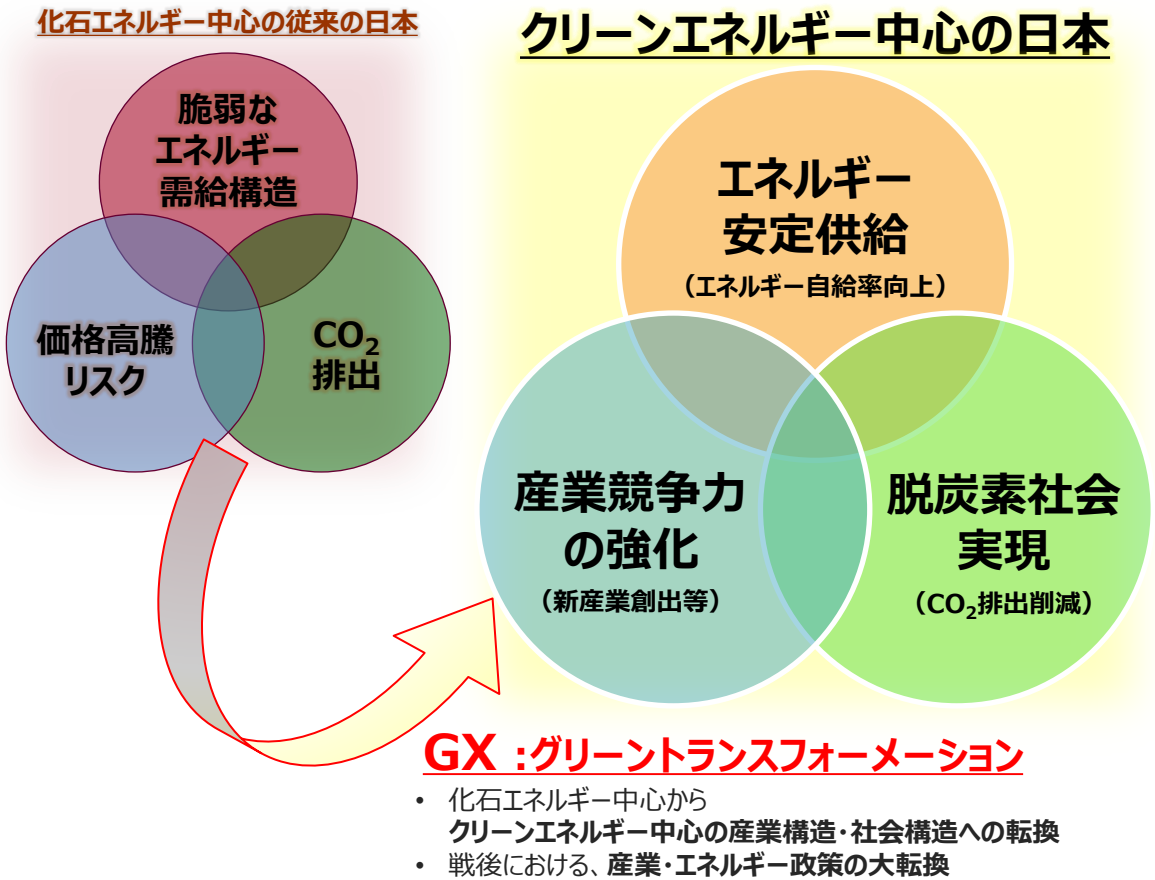 化石エネルギー中心の従来の日本
脆弱な
エネルギー
需給構造
価格高騰
リスク
CO₂
排出
クリーンエネルギー中心の日本
エネルギー
安定供給
（エネルギー自給率向上）
産業競争力
の強化
（新産業創出等）
脱炭素社会
実現
（CO₂排出削減）
GX :グリーントランスフォーメーション
• 化石エネルギー中心から
クリーンエネルギー中心の産業構造・社会構造への転換
• 戦後における、産業・エネルギー政策の大転換